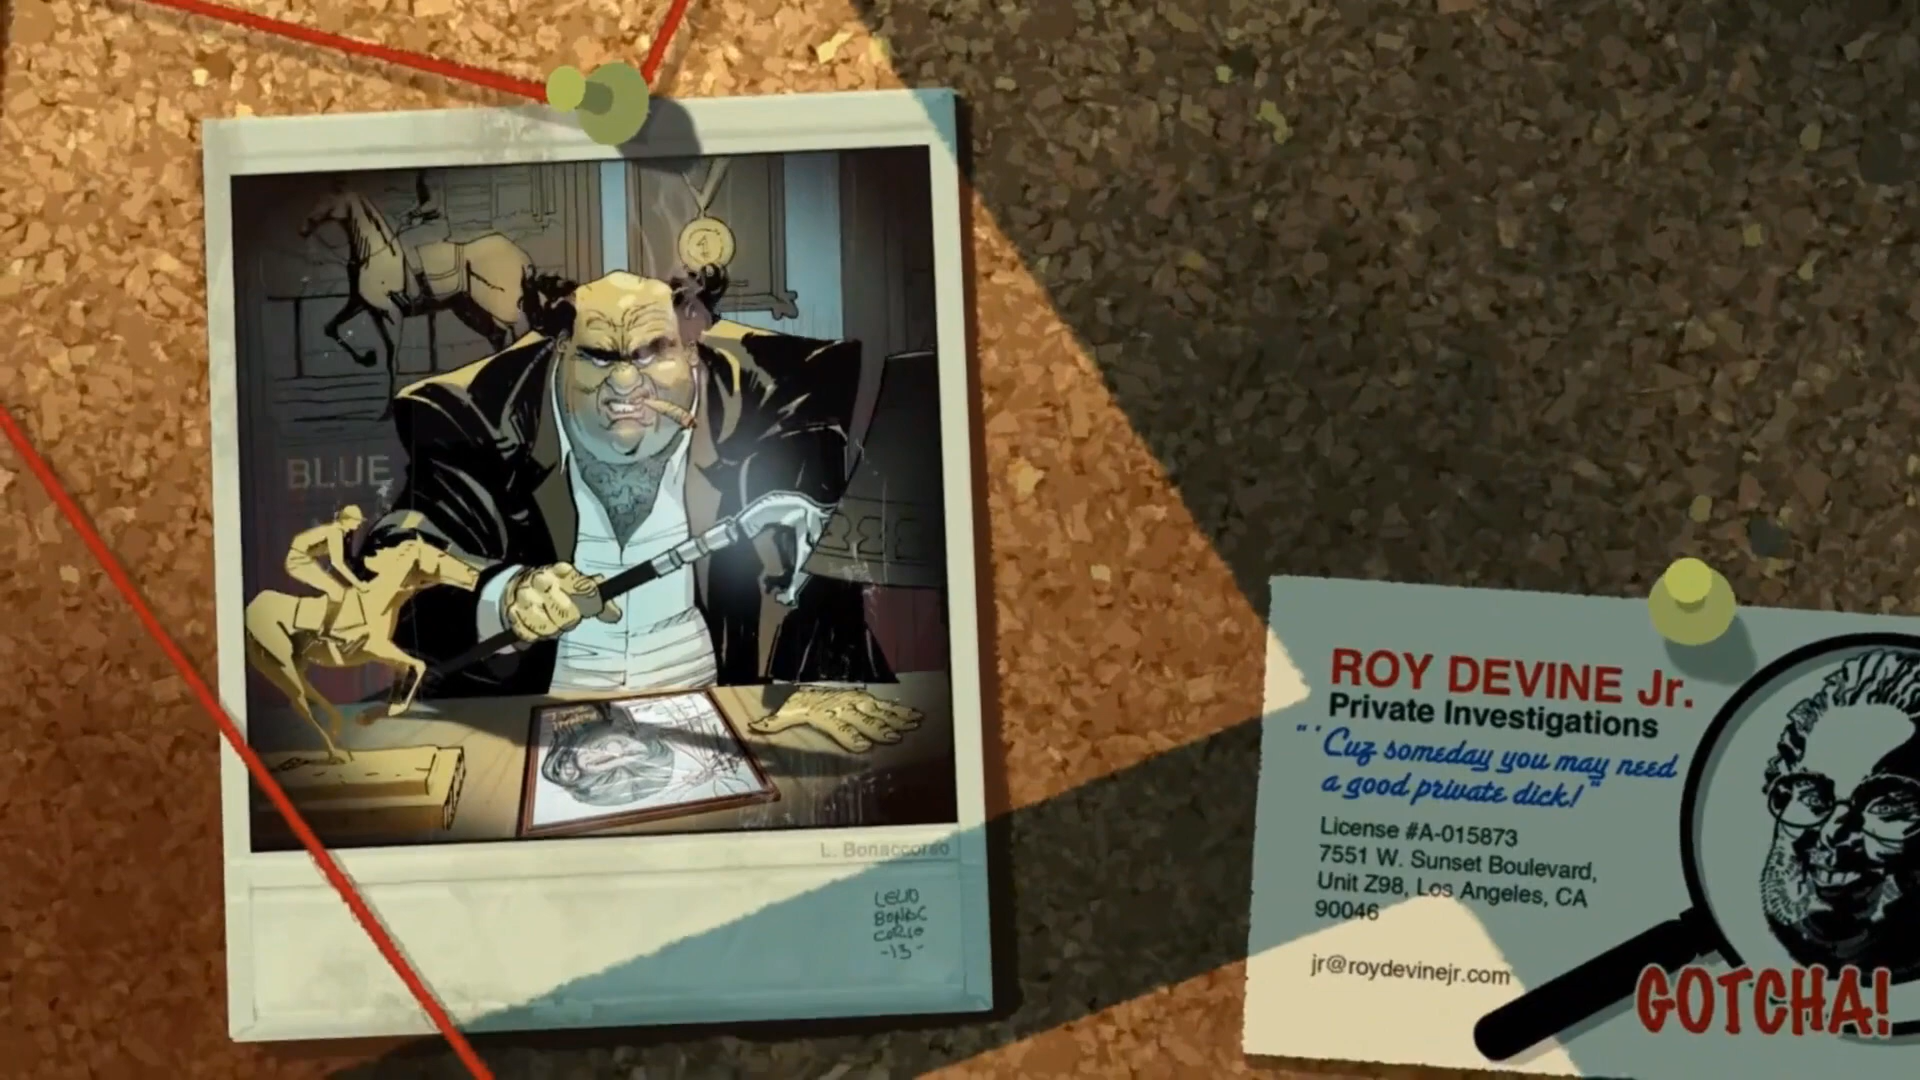 BLUE
1
L. Bonaccorso
LELIO
BONAC
CORSO
-13-
ROY DEVINE Jr.
Private Investigations
"'Cuz someday you may need
a good private dick!"
License #A-015873
7551 W. Sunset Boulevard,
Unit Z98, Los Angeles, CA
90046
jr@roydevinejr.com
GOTCHA!